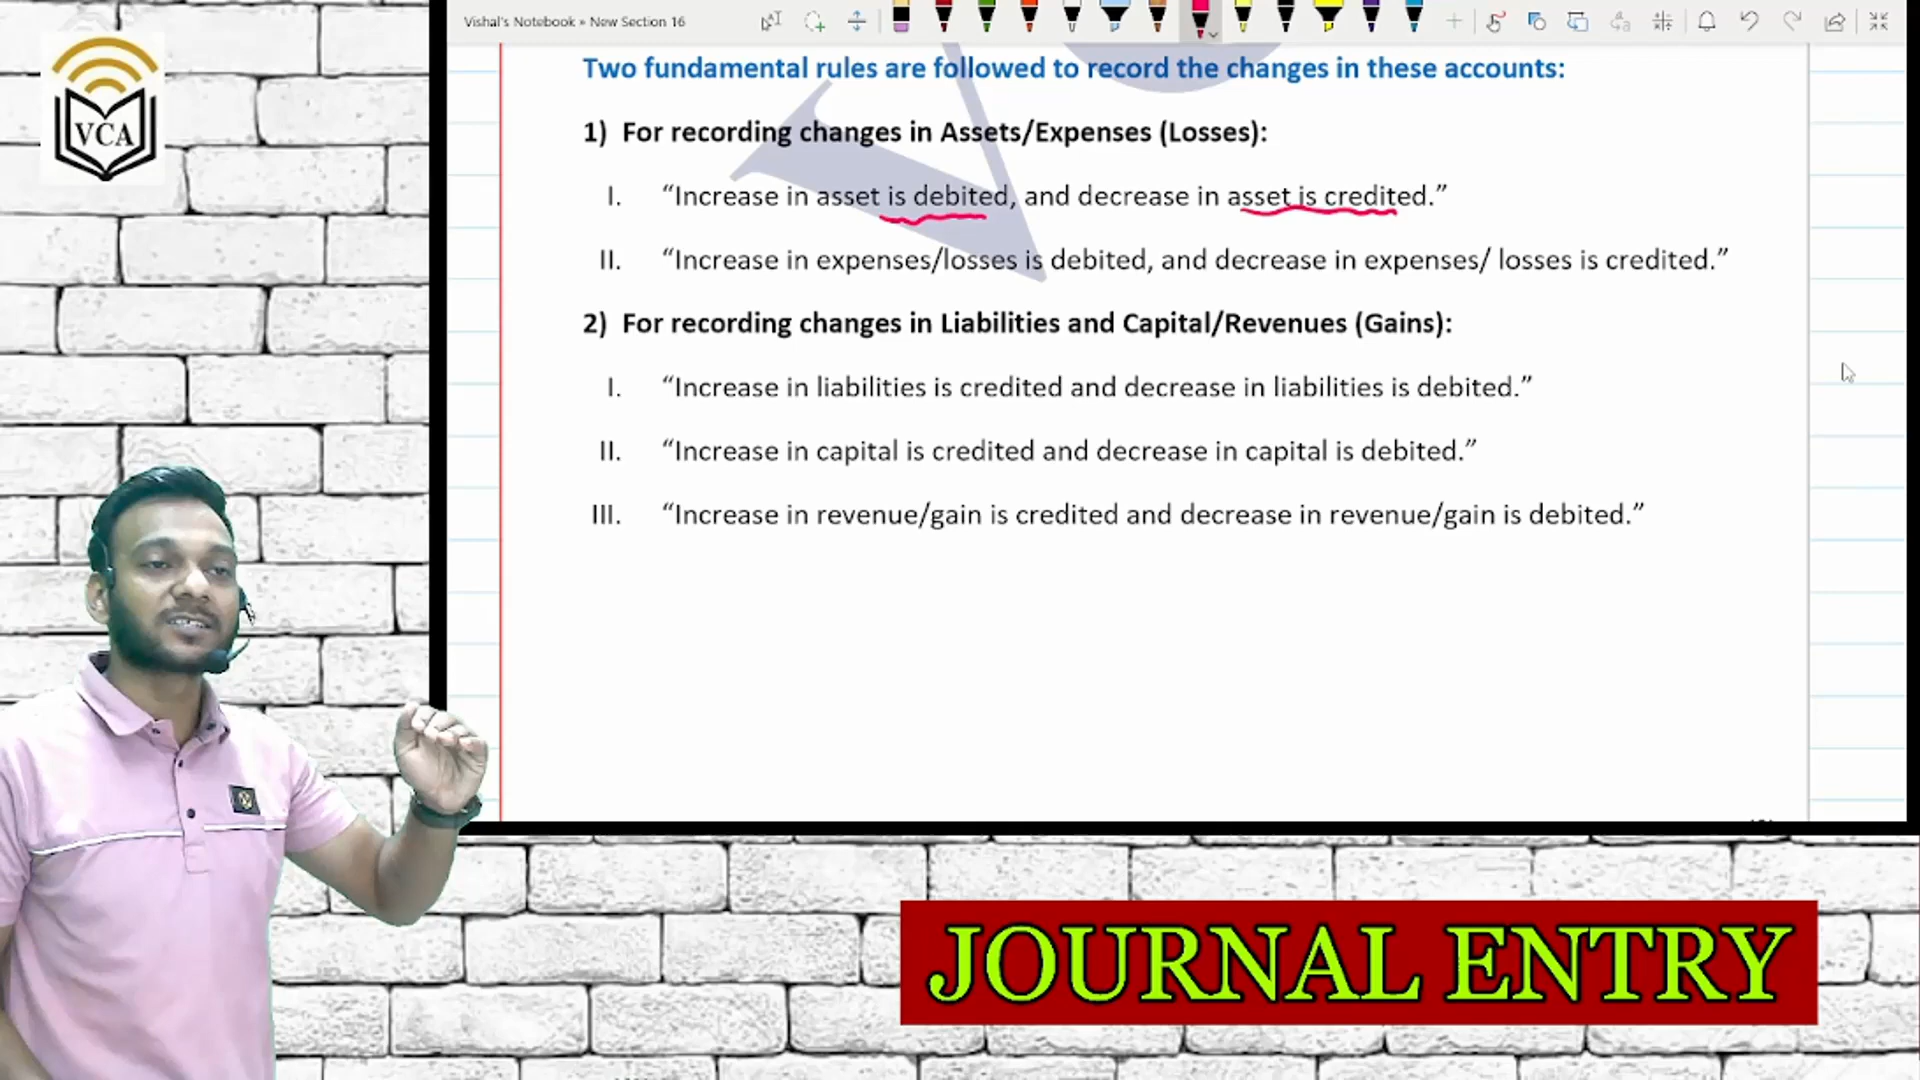 VCA
Vishal's Notebook » New Section 16
Two fundamental rules are followed to record the changes in these accounts:
1) For recording changes in Assets/Expenses (Losses):
I. “Increase in asset is debited, and decrease in asset is credited.”
II. “Increase in expenses/losses is debited, and decrease in expenses/ losses is credited.”
2) For recording changes in Liabilities and Capital/Revenues (Gains):
I. “Increase in liabilities is credited and decrease in liabilities is debited.”
II. “Increase in capital is credited and decrease in capital is debited.”
III. “Increase in revenue/gain is credited and decrease in revenue/gain is debited.”
JOURNAL ENTRY